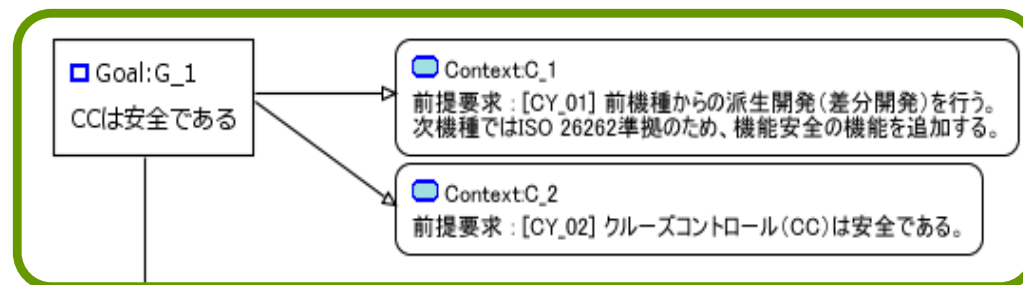 Goal:G_1
CCは安全である
Context:C_1
前提要求：[CY_01] 前機種からの派生開発(差分開発)を行う。
次機種ではISO 26262準拠のため、機能安全の機能を追加する。
Context:C_2
前提要求：[CY_02] クルーズコントロール(CC)は安全である。